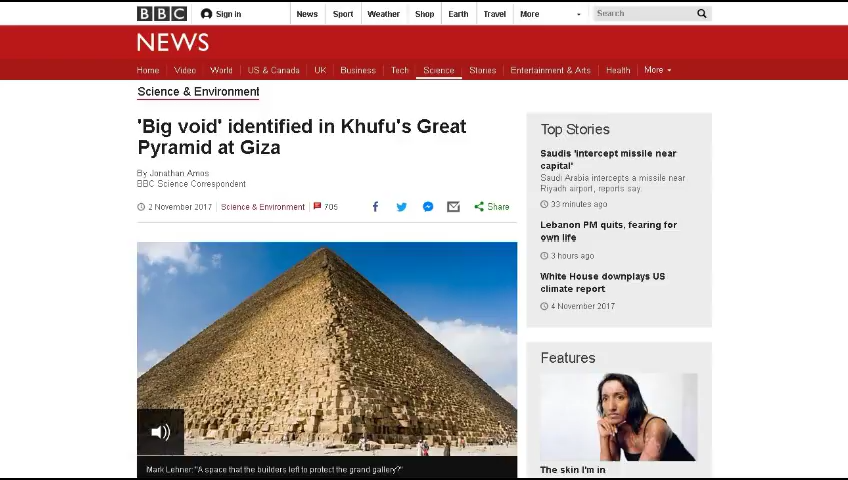 BBC Sign in News Sport Weather Shop Earth Travel More Search
NEWS
Home Video World US & Canada UK Business Tech Science Stories Entertainment & Arts Health More
Science & Environment
'Big void' identified in Khufu's Great
Pyramid at Giza
By Jonathan Amos
BBC Science Correspondent
2 November 2017 Science & Environment 705 Share
Mark Lehner: "A space that the builders left to protect the grand gallery?"
Top Stories
Saudis 'intercept missile near
capital'
Saudi Arabia intercepts a missile near
Riyadh airport, reports say.
33 minutes ago
Lebanon PM quits, fearing for
own life
3 hours ago
White House downplays US
climate report
4 November 2017
Features
The skin I'm in